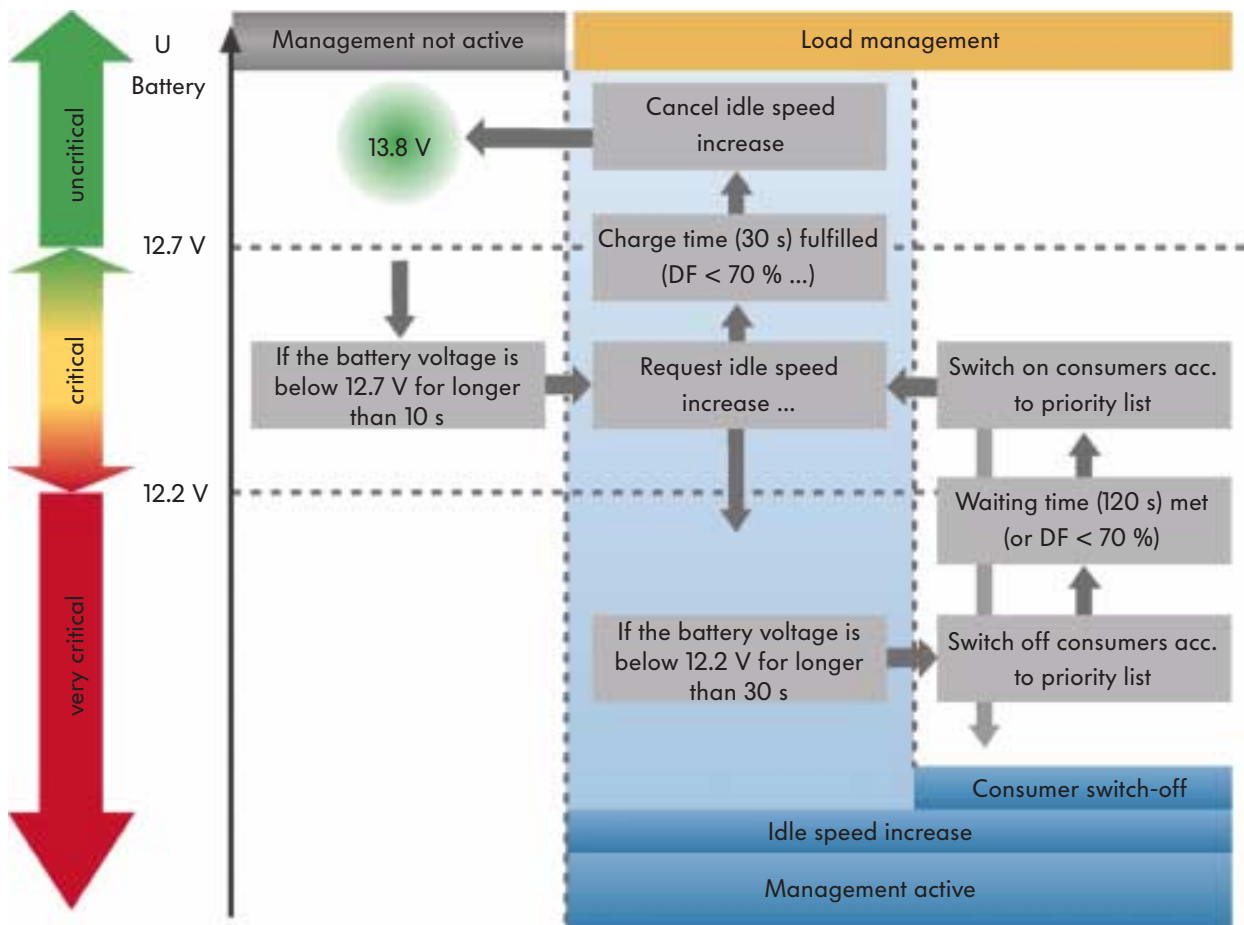 U
Battery
Management not active
Load management
uncritical
13.8 V
Cancel idle speed
increase
12.7 V
Charge time (30 s) fulfilled
(DF < 70 % ...)
critical
If the battery voltage is
below 12.7 V for longer
than 10 s
Request idle speed
increase ...
Switch on consumers acc.
to priority list
12.2 V
Waiting time (120 s) met
(or DF < 70 %)
very critical
If the battery voltage is
below 12.2 V for longer
than 30 s
Switch off consumers acc.
to priority list
Consumer switch-off
Idle speed increase
Management active